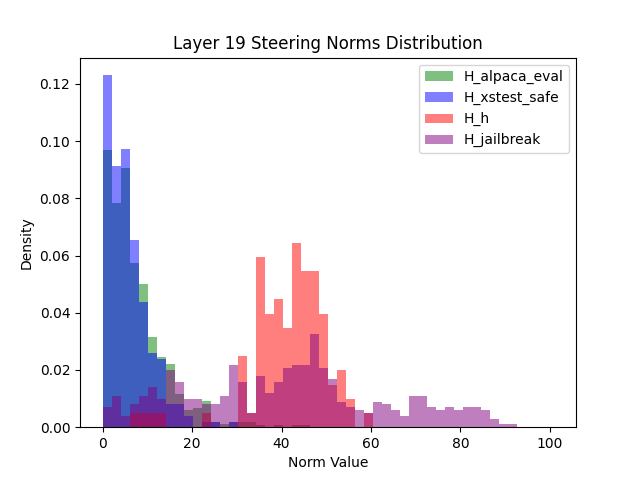 Layer 19 Steering Norms Distribution
H_alpaca_eval
H_xstest_safe
H_h
H_jailbreak
Density
0.12
0.10
0.08
0.06
0.04
0.02
0.00
0 20 40 60 80 100
Norm Value